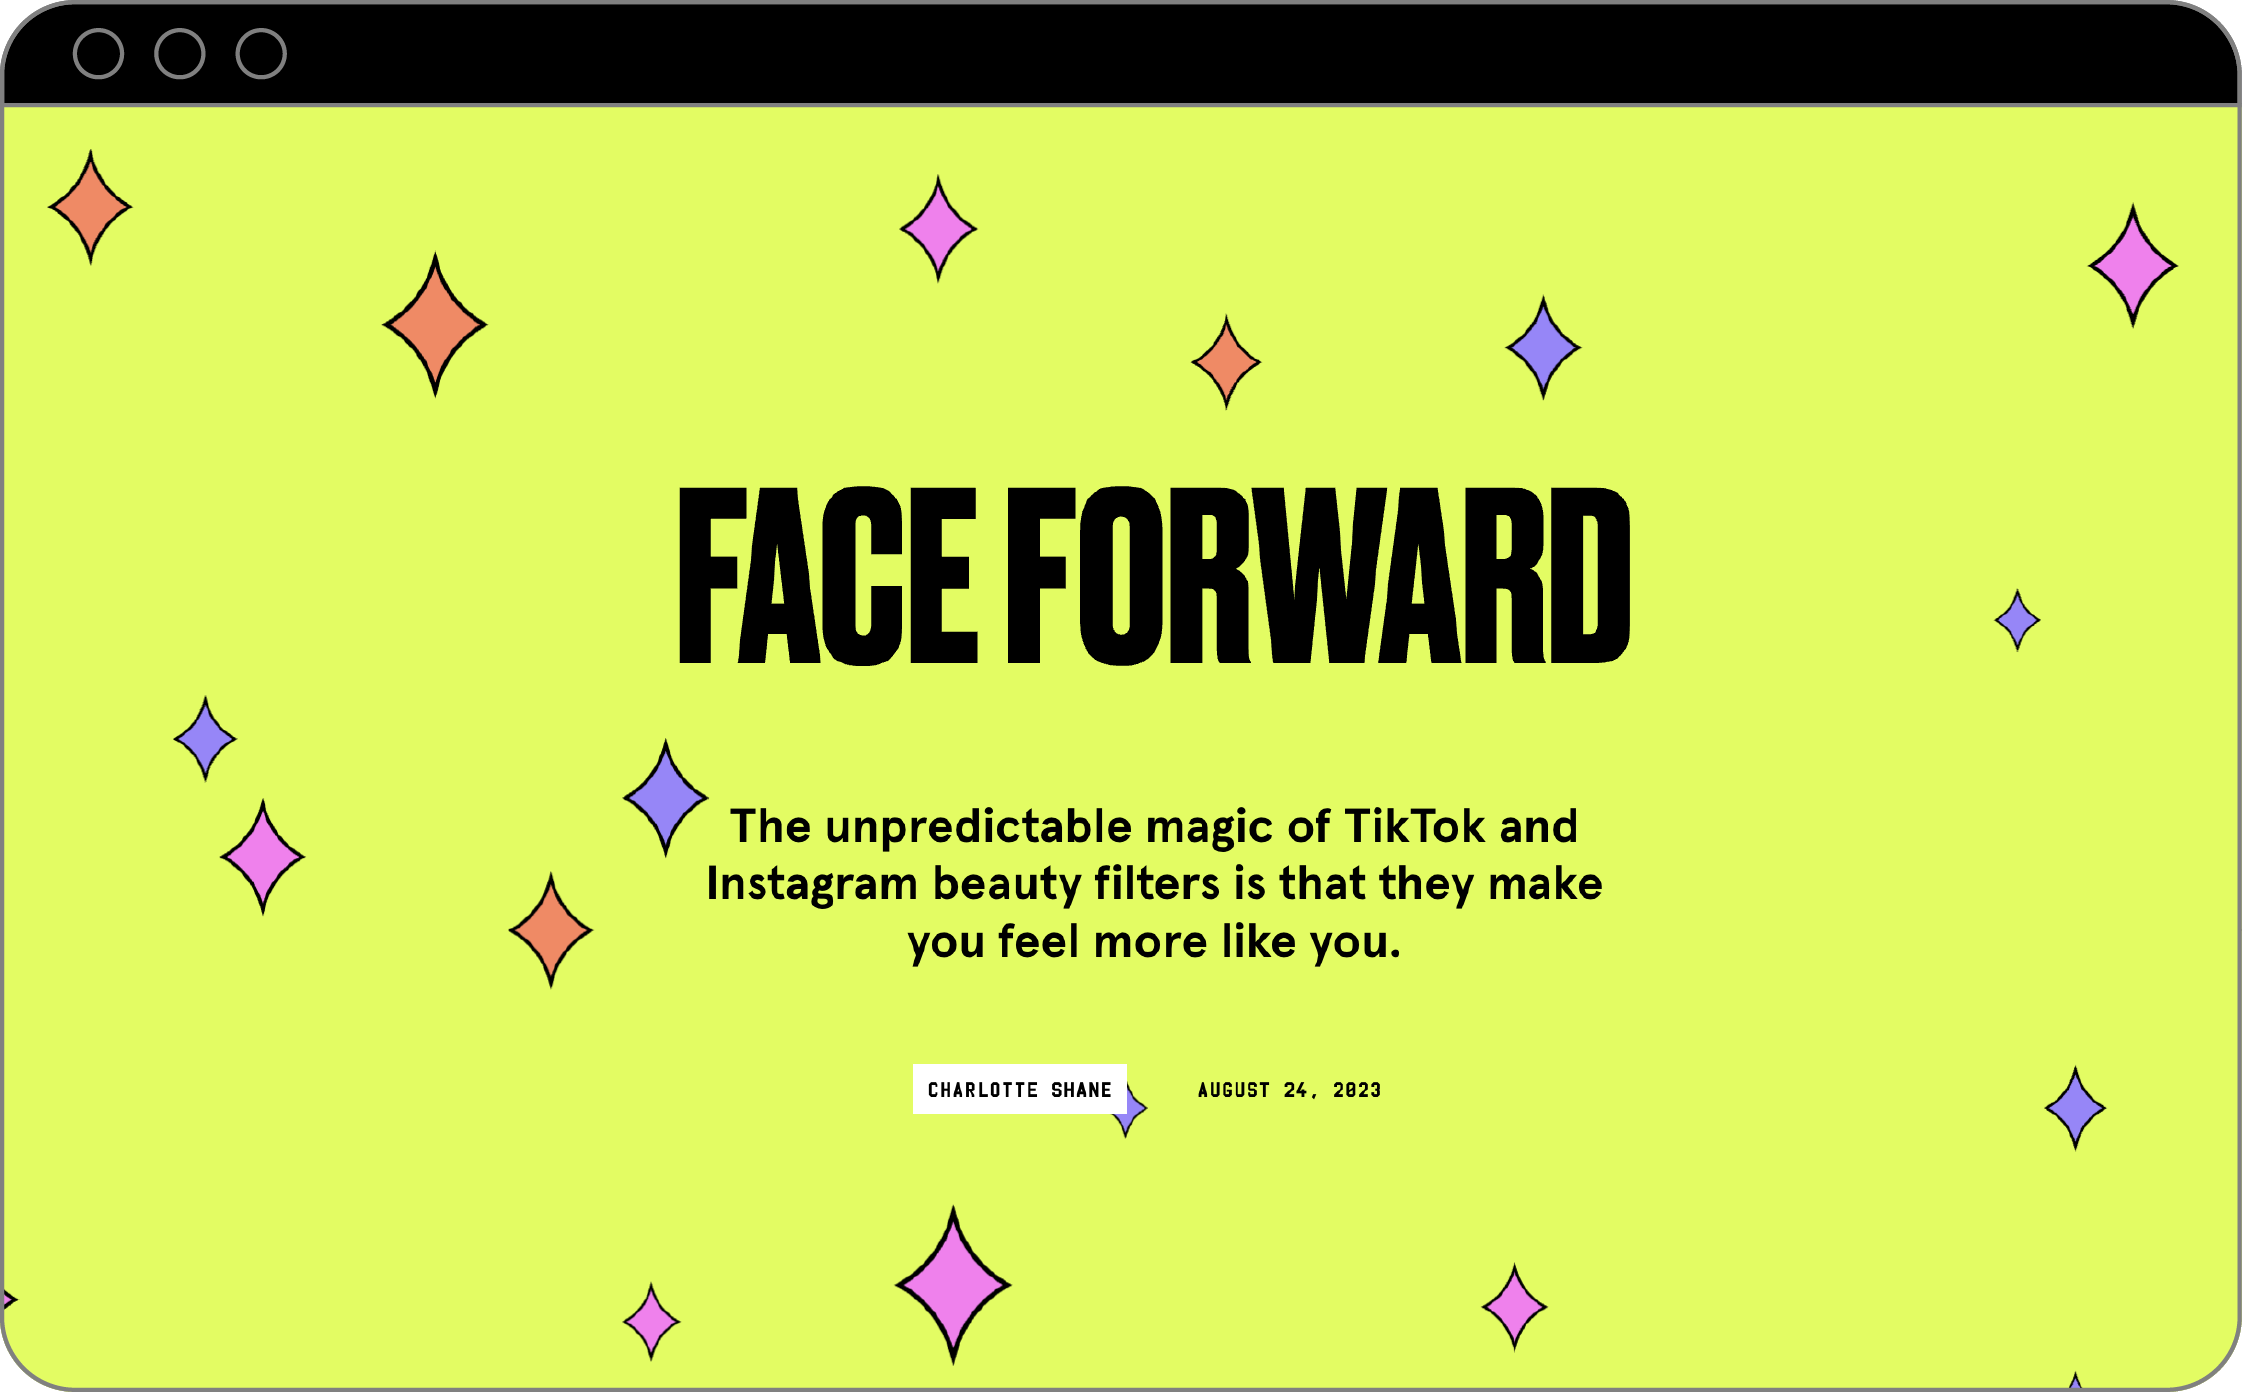 FACE FORWARD
The unpredictable magic of TikTok and
Instagram beauty filters is that they make
you feel more like you.
CHARLOTTE SHANE AUGUST 24, 2023